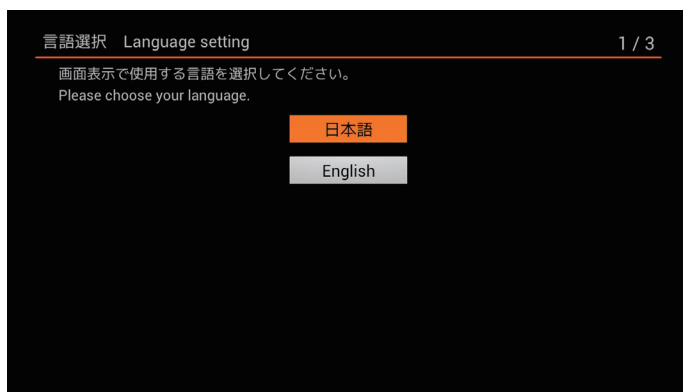 言語選択　Language setting
1 / 3
画面表示で使用する言語を選択してください。
Please choose your language.
日本語
English